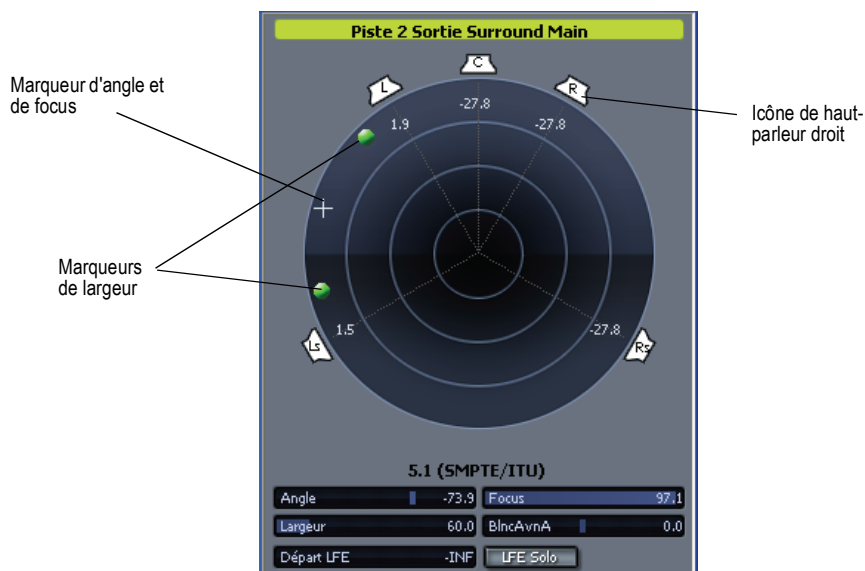 Piste 2 Sortie Surround Main
Marqueur d'angle et
de focus
C
L
R
-27.8
1.9
-27.8
Icône de haut-
parleur droit
Marqueurs
de largeur
Ls
1.5
-27.8
Rs
5.1 (SMPTE/ITU)
Angle -73.9 Focus 97.1
Largeur 60.0 BlncAvnA 0.0
Départ LFE -INF LFE Solo